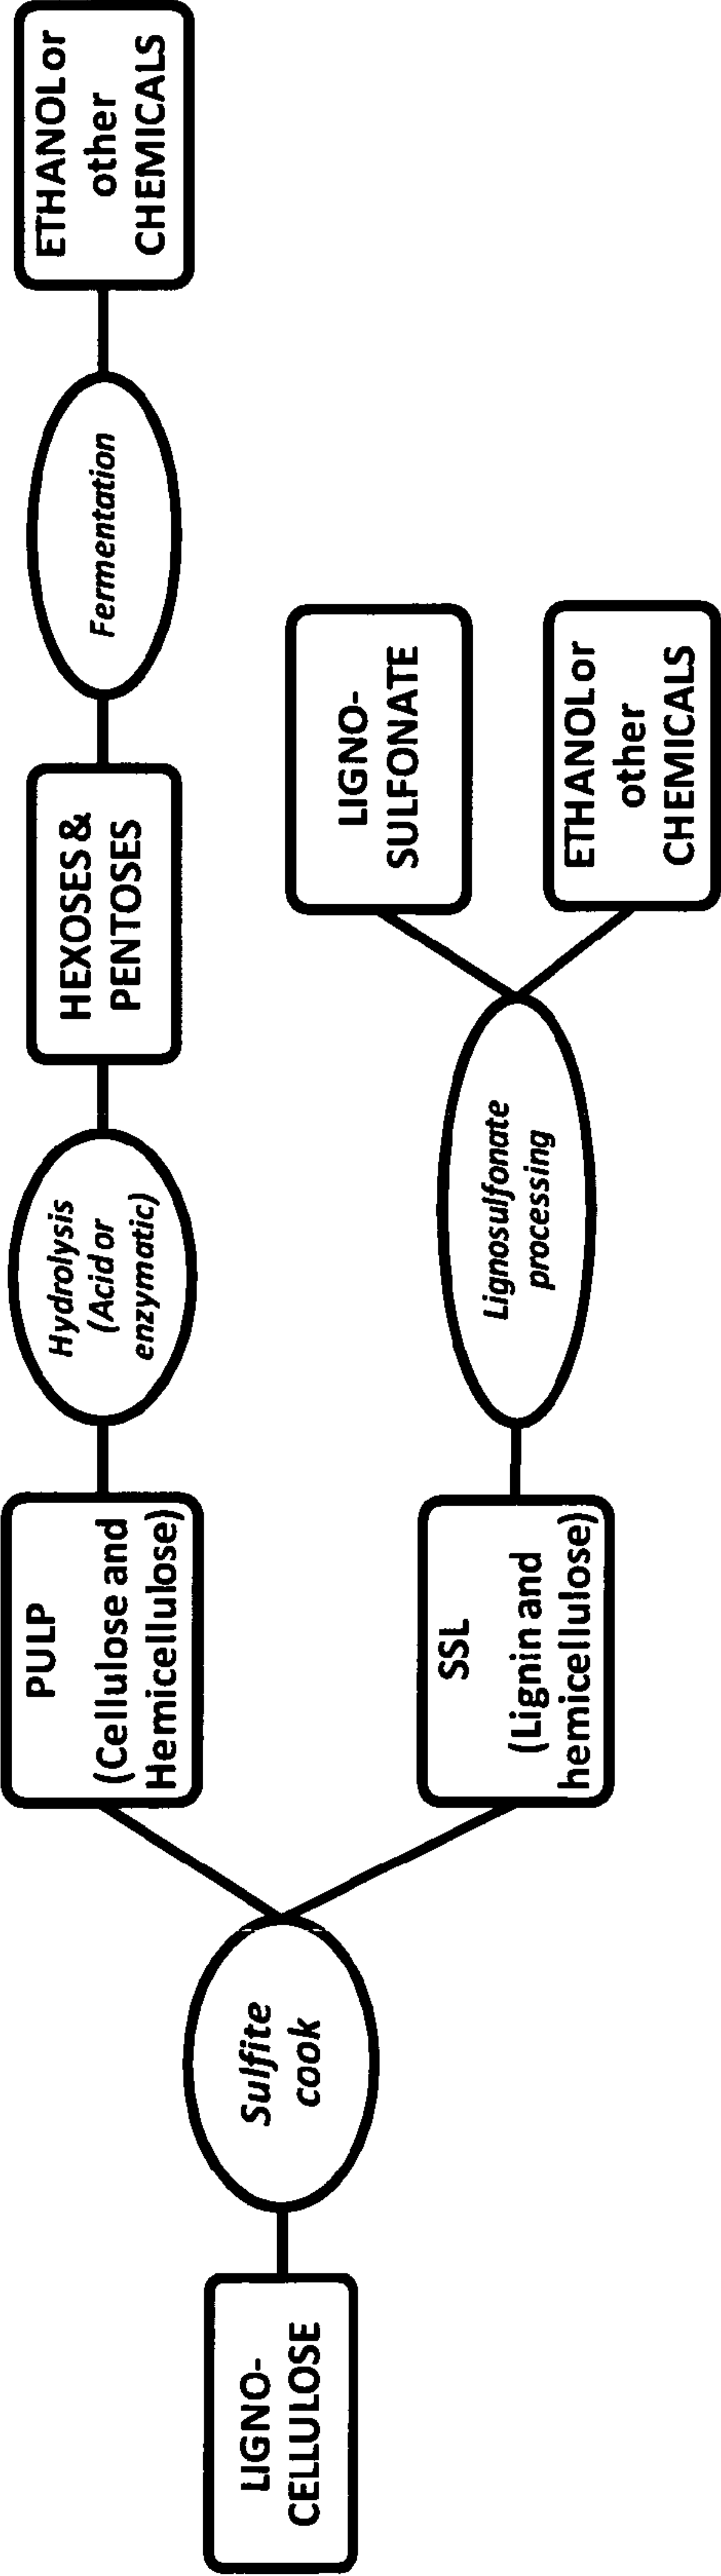 LIGNO-
CELLULOSE
Sulfite
cook
PULP
(Cellulose and
Hemicellulose)
Hydrolysis
(Acid or
enzymatic)
HEXOSES &
PENTOSES
Fermentation
ETHANOL or
other
CHEMICALS
SSL
(Lignin and
hemicellulose)
Lignosulfonate
processing
LIGNO-
SULFONATE
ETHANOL or
other
CHEMICALS